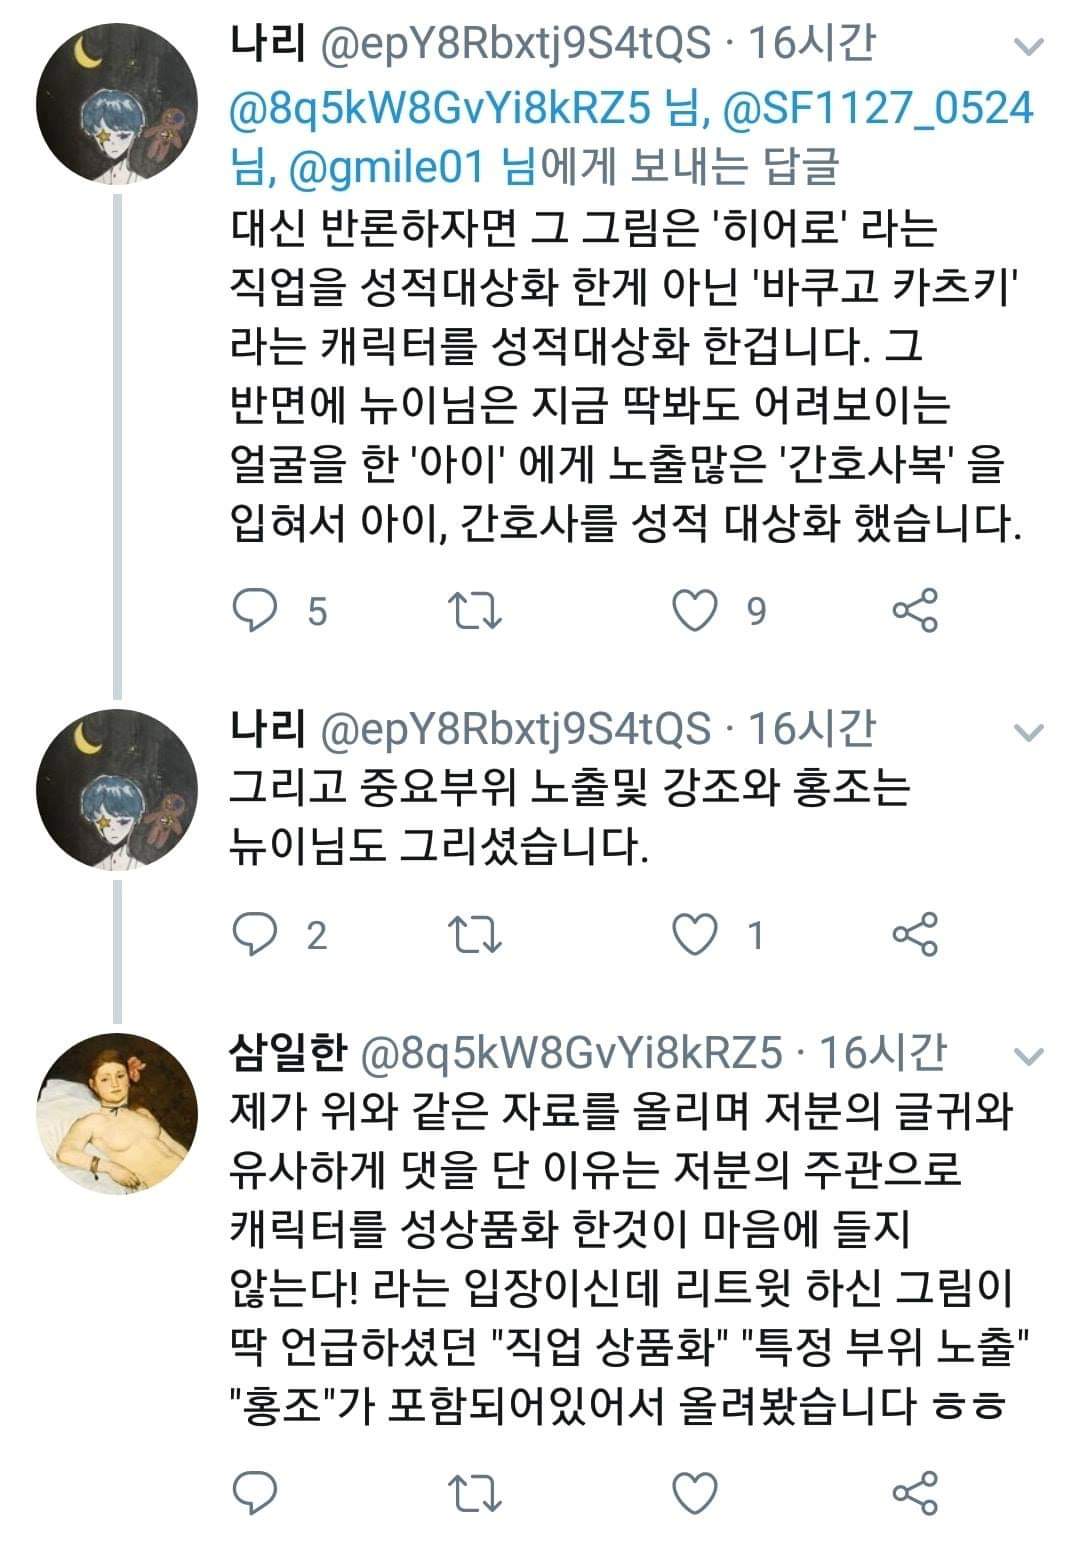 나리 @epY8Rbxtj9S4tQS · 16시간
@8q5kW8GvYi8kRZ5 님, @SF1127_0524
님, @gmile01 님에게 보내는 답글
대신 반론하자면 그 그림은 '히어로' 라는
직업을 성적대상화 한게 아닌 '바쿠고 카츠키'
라는 캐릭터를 성적대상화 한겁니다. 그
반면에 뉴이님은 지금 딱봐도 어려보이는
얼굴을 한 '아이' 에게 노출많은 '간호사복' 을
입혀서 아이, 간호사를 성적 대상화 했습니다.
5 9
나리 @epY8Rbxtj9S4tQS · 16시간
그리고 중요부위 노출및 강조와 홍조는
뉴이님도 그리셨습니다.
2 1
삼일한 @8q5kW8GvYi8kRZ5 · 16시간
제가 위와 같은 자료를 올리며 저분의 글귀와
유사하게 댓을 단 이유는 저분의 주관으로
캐릭터를 성상품화 한것이 마음에 들지
않는다! 라는 입장이신데 리트윗 하신 그림이
딱 언급하셨던 "직업 상품화" "특정 부위 노출"
"홍조"가 포함되어있어서 올려봤습니다 ㅎㅎ